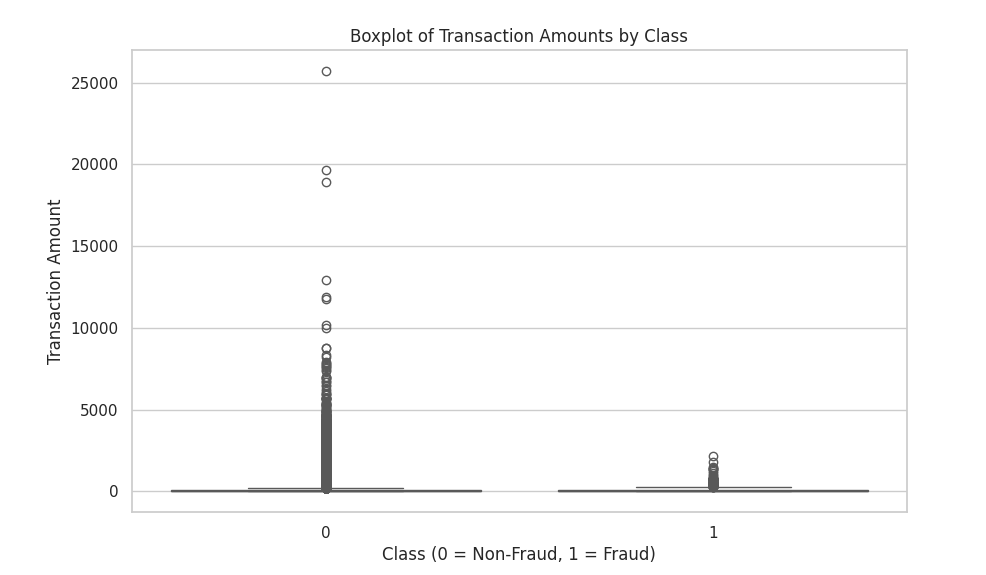 Boxplot of Transaction Amounts by Class
25000
20000
15000
10000
5000
0
Transaction Amount
0
1
Class (0 = Non-Fraud, 1 = Fraud)